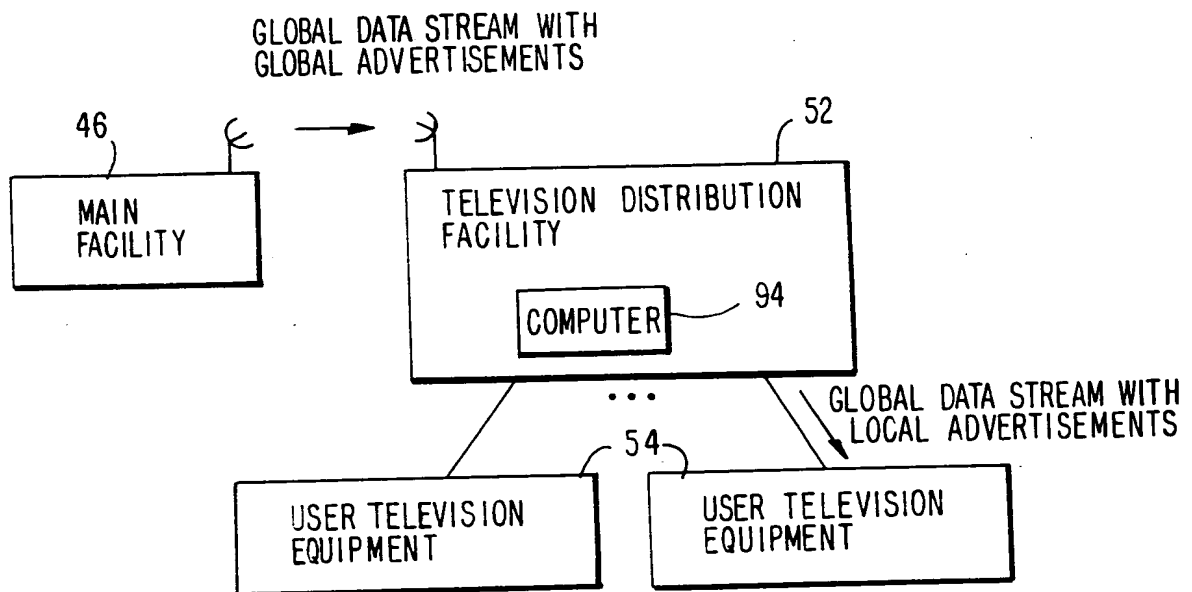 GLOBAL DATA STREAM WITH
GLOBAL ADVERTISEMENTS
46
52
MAIN
FACILITY
TELEVISION DISTRIBUTION
FACILITY
COMPUTER
94
...
GLOBAL DATA STREAM WITH
LOCAL ADVERTISEMENTS
54
USER TELEVISION
EQUIPMENT
USER TELEVISION
EQUIPMENT